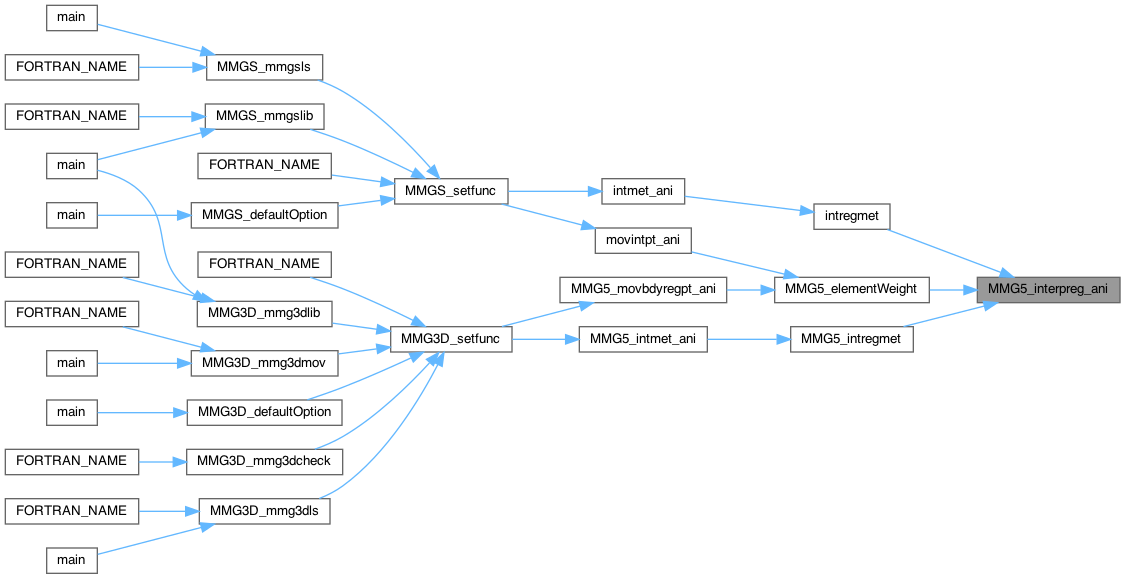 main
FORTRAN_NAME
MMGS_mmgsls
FORTRAN_NAME
MMGS_mmgslib
main
FORTRAN_NAME
MMGS_setfunc
intmet_ani
main
MMGS_defaultOption
intregmet
movintpt_ani
FORTRAN_NAME
FORTRAN_NAME
MMG5_movbdyregpt_ani
MMG5_elementWeight
MMG5_interpreg_ani
FORTRAN_NAME
MMG3D_mmg3dlib
MMG3D_setfunc
MMG5_intmet_ani
MMG5_intregmet
main
MMG3D_mmg3dmov
main
MMG3D_defaultOption
FORTRAN_NAME
MMG3D_mmg3dcheck
FORTRAN_NAME
MMG3D_mmg3dls
main